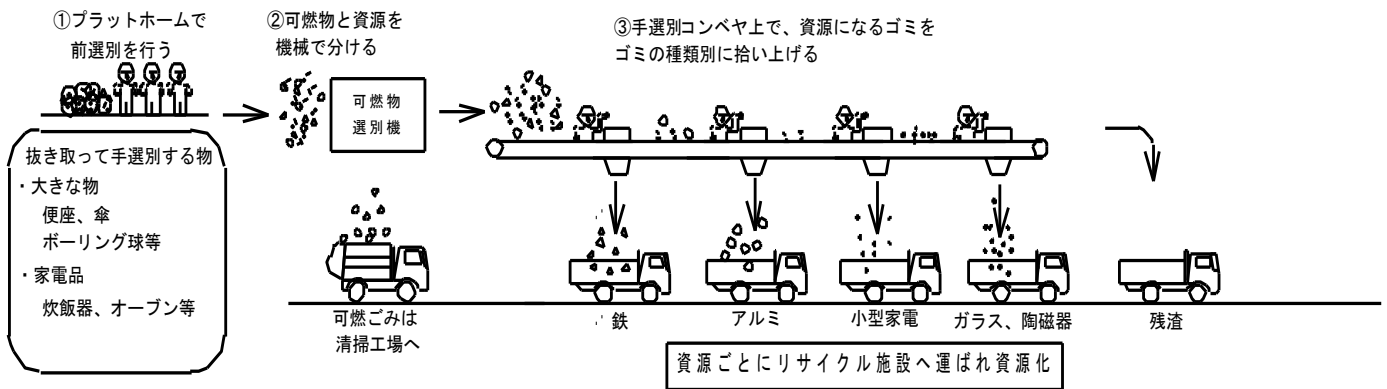 ①プラットホームで
前選別を行う
②可燃物と資源を
機械で分ける
③手選別コンベヤ上で、資源になるゴミを
ゴミの種類別に拾い上げる
可燃物
選別機
抜き取って手選別する物
・大きな物
便座、傘
ボーリング球等
・家電品
炊飯器、オーブン等
可燃ごみは
清掃工場へ
鉄
アルミ
小型家電
ガラス、陶磁器
残渣
資源ごとにリサイクル施設へ運ばれ資源化